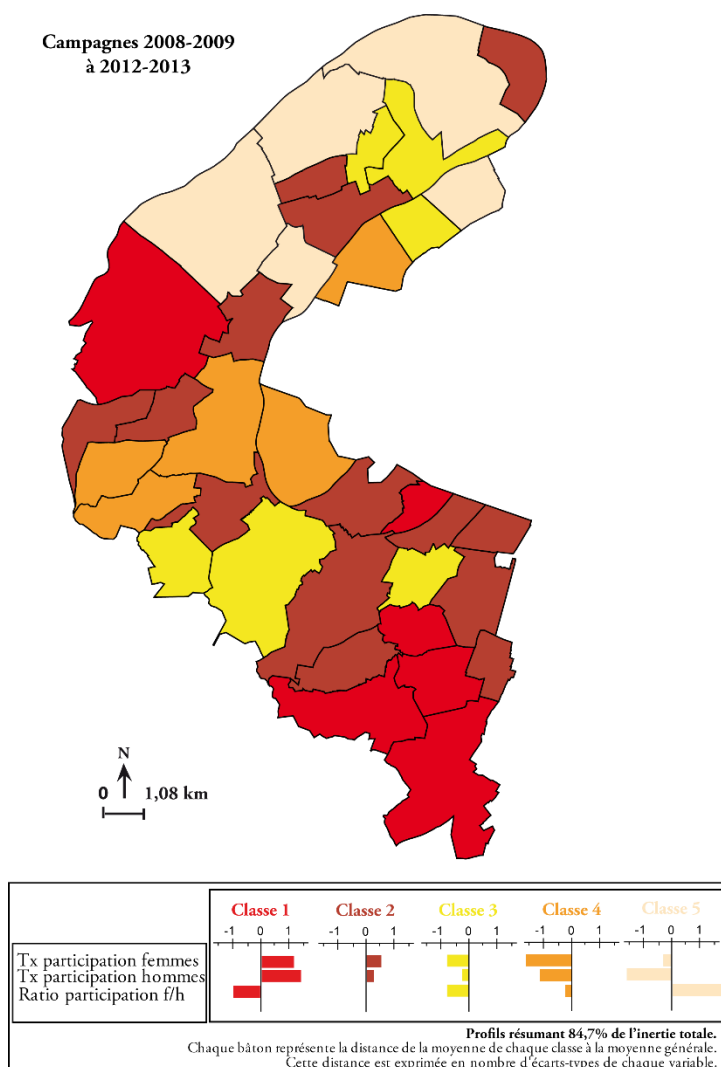 Campagnes 2008-2009
à 2012-2013
N
0 1,08 km
Classe 1 Classe 2 Classe 3 Classe 4 Classe 5
-1 0 1 -1 0 1 -1 0 1 -1 0 1 -1 0 1
Tx participation femmes
Tx participation hommes
Ratio participation f/h
Profils résumant 84,7% de l'inertie totale.
Chaque bâton représente la distance de la moyenne de chaque classe à la moyenne générale.
Cette distance est exprimée en nombre d'écarts-types de chaque variable.